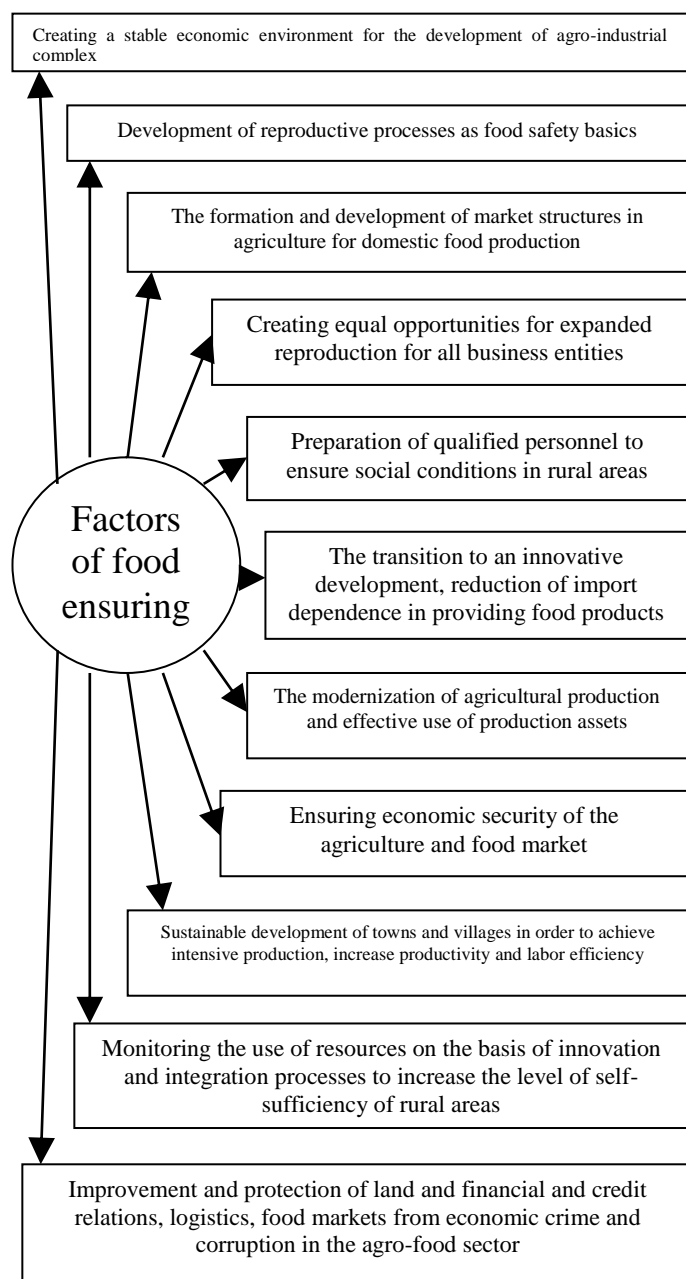 Creating a stable economic environment for the development of agro-industrial
complex
Development of reproductive processes as food safety basics
The formation and development of market structures in
agriculture for domestic food production
Creating equal opportunities for expanded
reproduction for all business entities
Preparation of qualified personnel to
ensure social conditions in rural areas
Factors
of food
ensuring
The transition to an innovative
development, reduction of import
dependence in providing food products
The modernization of agricultural production
and effective use of production assets
Ensuring economic security of the
agriculture and food market
Sustainable development of towns and villages in order to achieve
intensive production, increase productivity and labor efficiency
Monitoring the use of resources on the basis of innovation
and integration processes to increase the level of self-
sufficiency of rural areas
Improvement and protection of land and financial and credit
relations, logistics, food markets from economic crime and
corruption in the agro-food sector